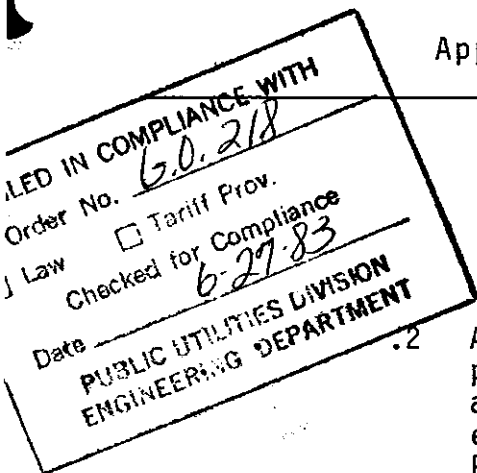 App
LED IN COMPLIANCE WITH
Order No. G.O. 218
Law □ Tariff Prov.
Checked for Compliance
Date 6-27-83
PUBLIC UTILITIES DIVISION
ENGINEERING DEPARTMENT
.2 A
p
a
e